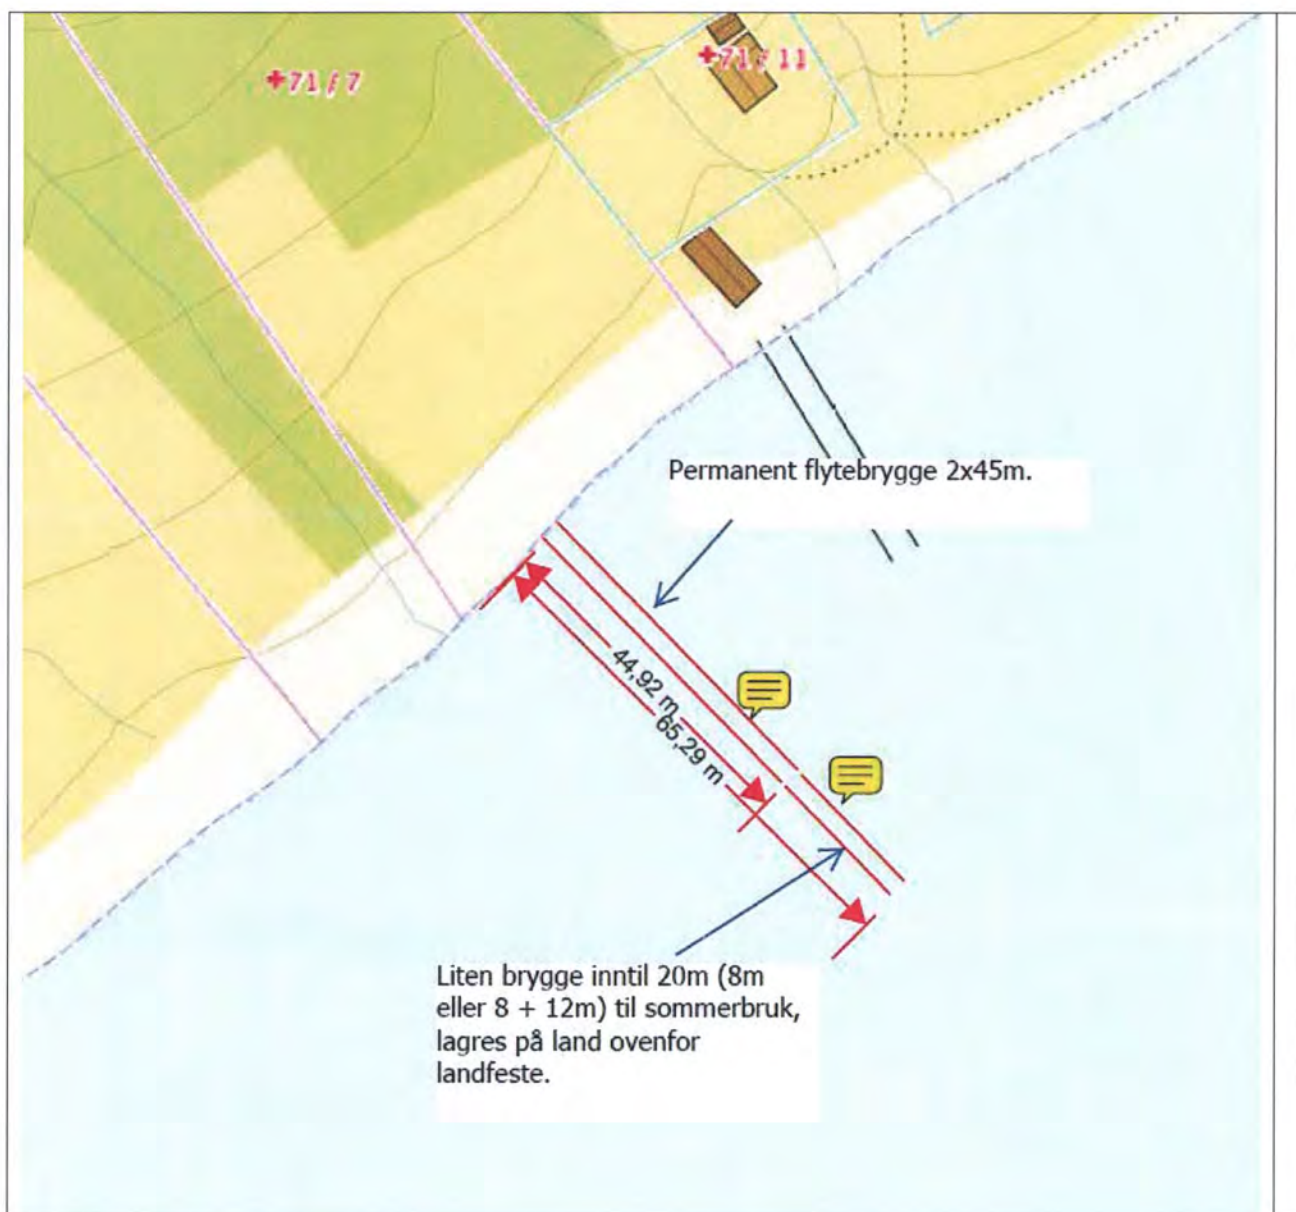 +71 / 7
+71 / 11
Permanent flytebrygge 2x45m.
44,92 m
65,29 m
Liten brygge inntil 20m (8m
eller 8 + 12m) til sommerbruk,
lagres på land ovenfor
landfeste.